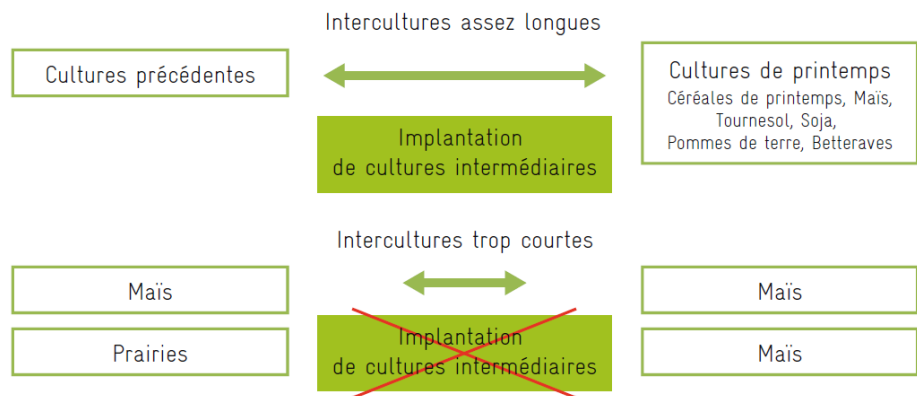 Intercultures assez longues
Cultures précédentes
Cultures de printemps
Céréales de printemps, Maïs,
Tournesol, Soja,
Pommes de terre, Betteraves
Implantation
de cultures intermédiaires
Intercultures trop courtes
Maïs
Maïs
Prairies
Implantation
de cultures intermédiaires
Maïs